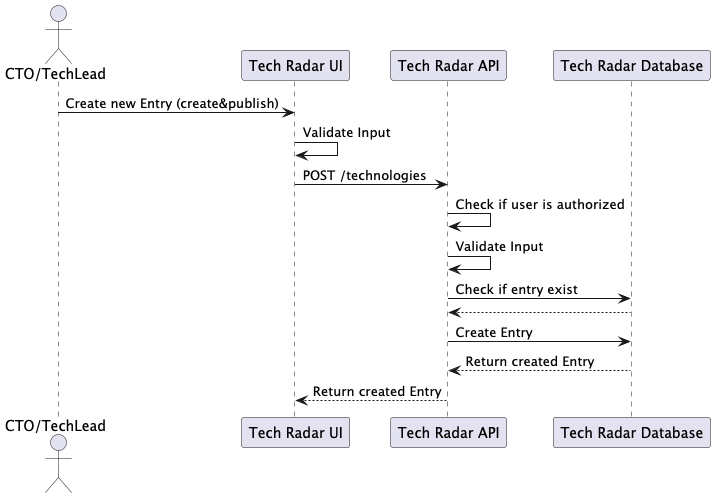 CTO/TechLead
Tech Radar UI
Tech Radar API
Tech Radar Database
Create new Entry (create&publish)
Validate Input
POST /technologies
Check if user is authorized
Validate Input
Check if entry exist
Create Entry
Return created Entry
Return created Entry
CTO/TechLead
Tech Radar UI
Tech Radar API
Tech Radar Database